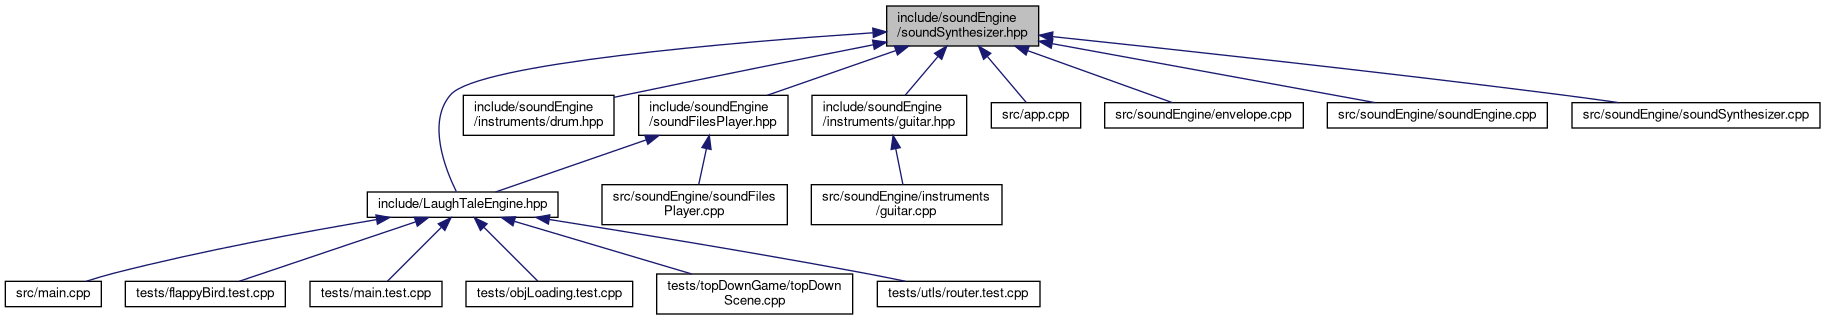 include/soundEngine
/soundSynthesizer.hpp
include/soundEngine
/instruments/drum.hpp
include/soundEngine
/soundFilesPlayer.hpp
include/soundEngine
/instruments/guitar.hpp
src/app.cpp
src/soundEngine/envelope.cpp
src/soundEngine/soundEngine.cpp
src/soundEngine/soundSynthesizer.cpp
include/LaughTaleEngine.hpp
src/soundEngine/soundFiles
Player.cpp
src/soundEngine/instruments
/guitar.cpp
src/main.cpp
tests/flappyBird.test.cpp
tests/main.test.cpp
tests/objLoading.test.cpp
tests/topDownGame/topDown
Scene.cpp
tests/utls/router.test.cpp